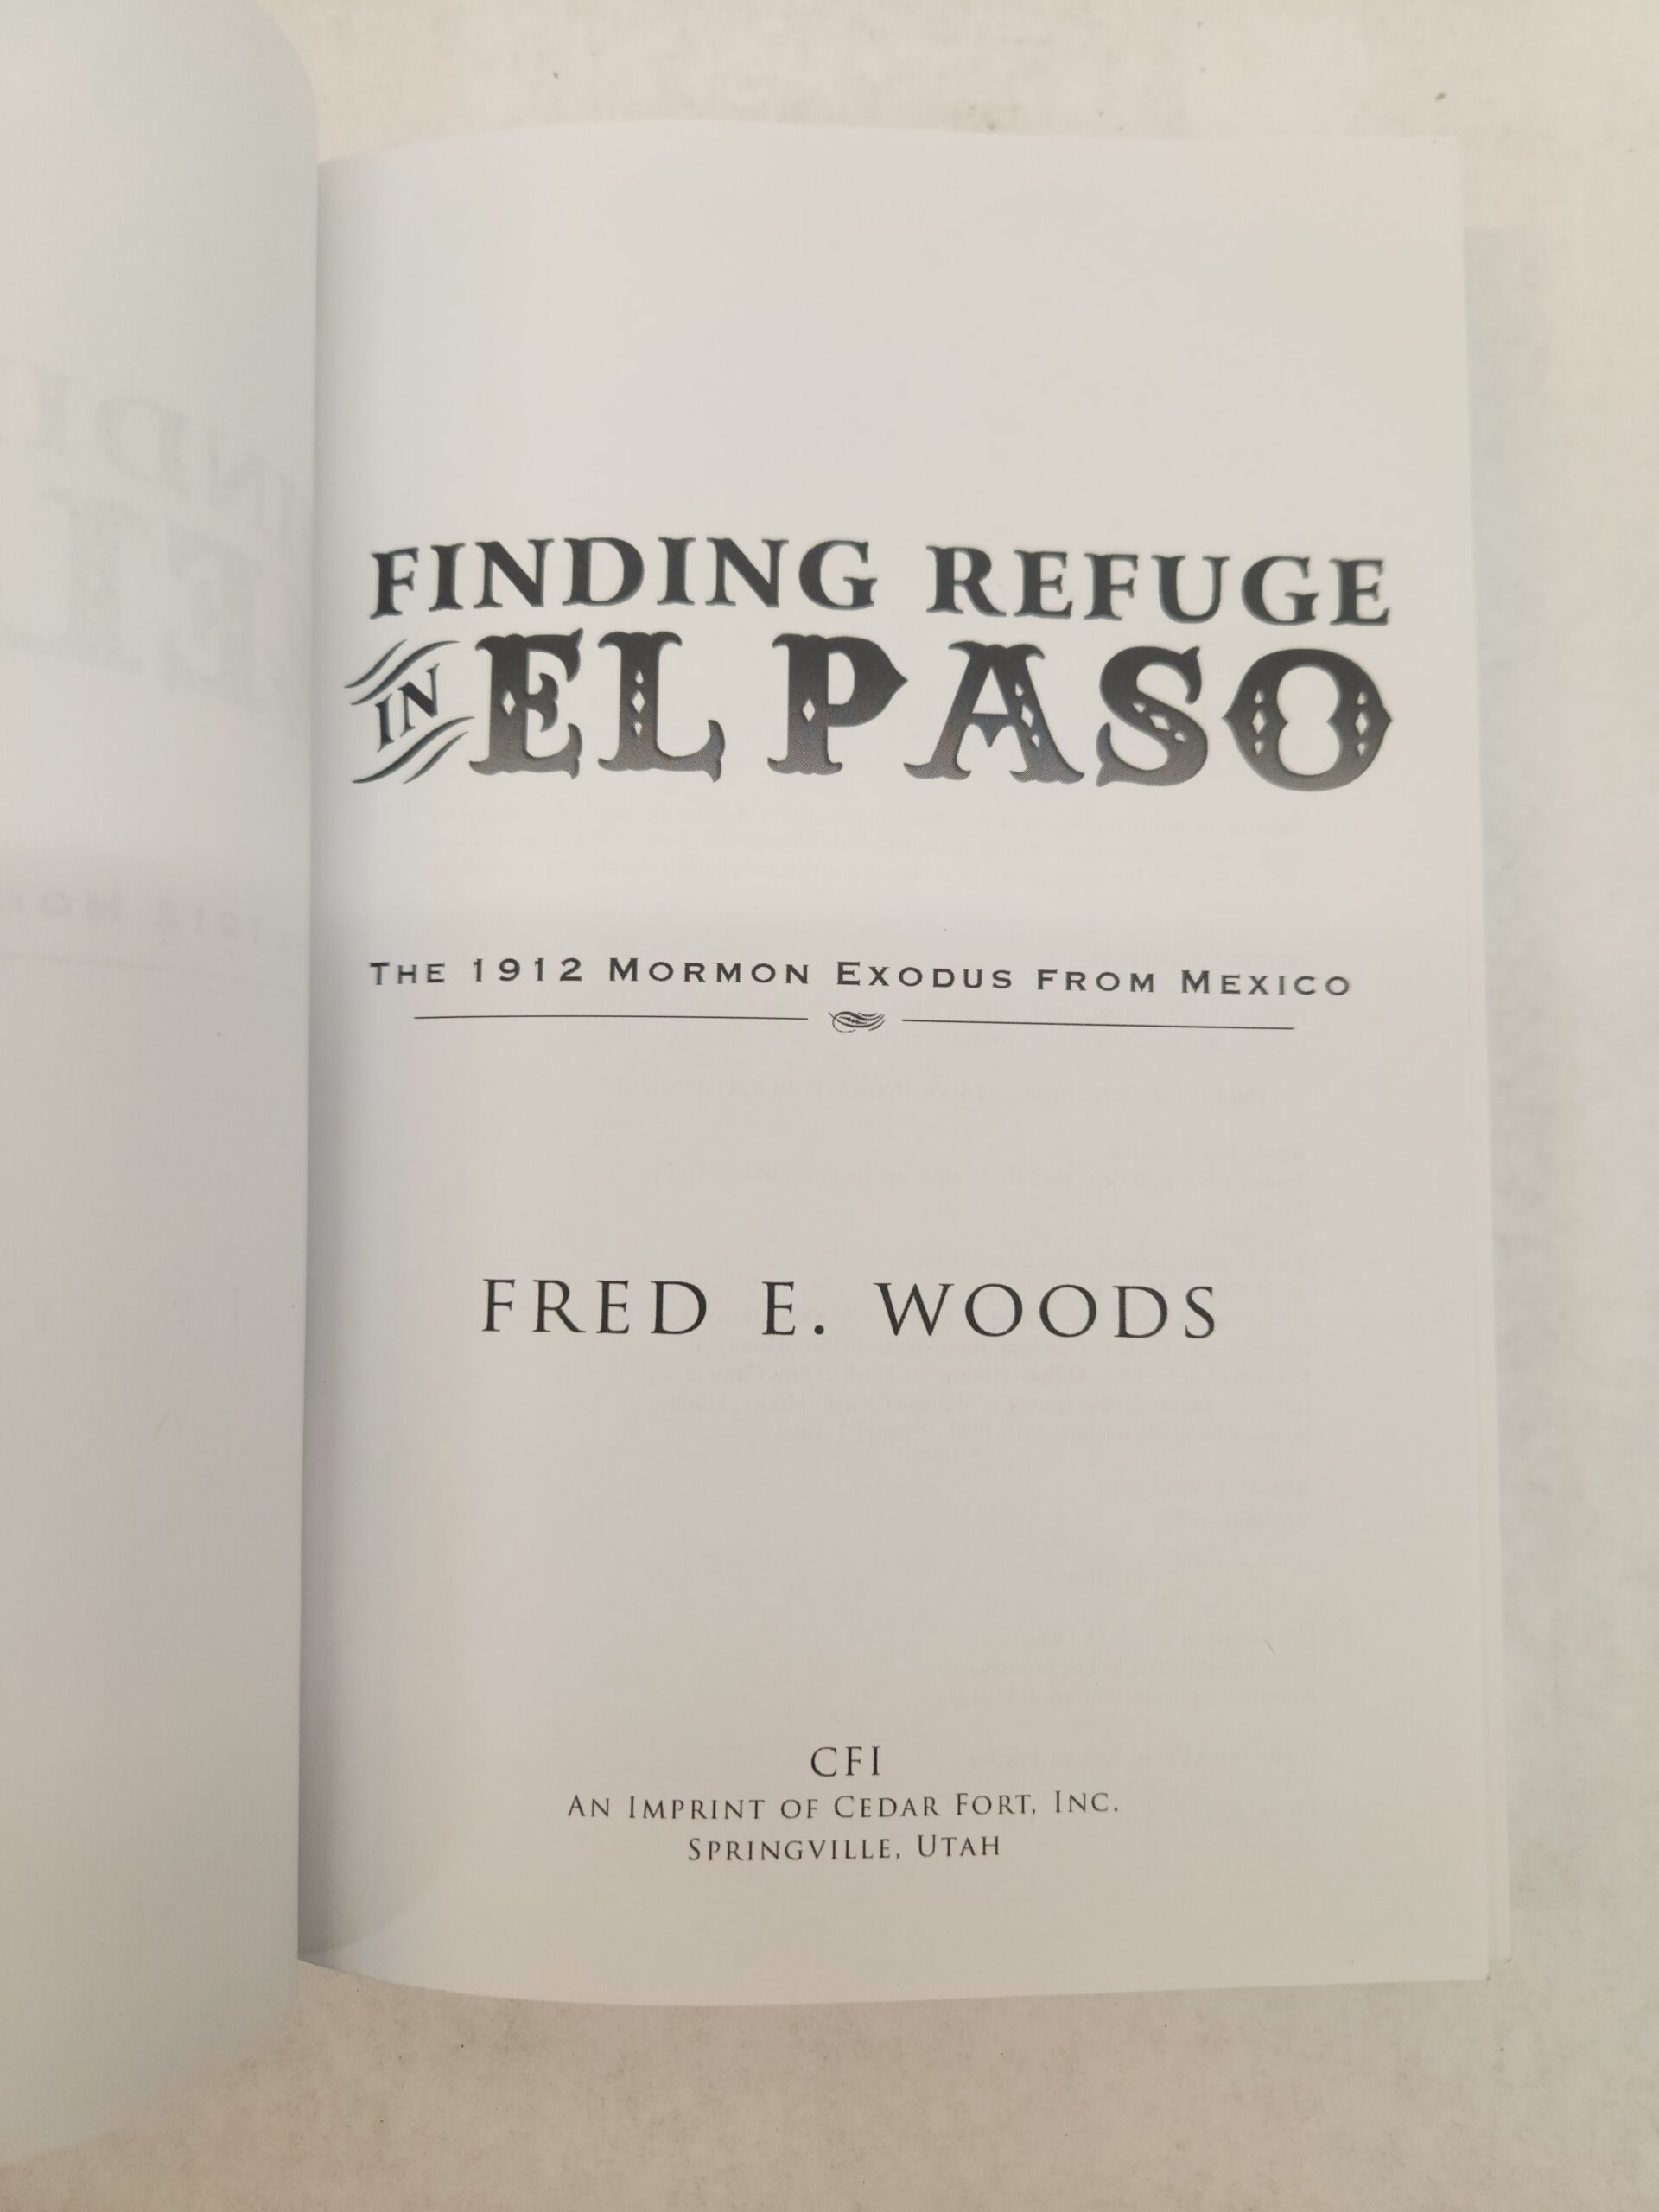 FINDING REFUGE
IN EL PASO
THE 1912 MORMON EXODUS FROM MEXICO
FRED E. WOODS
CFI
AN IMPRINT OF CEDAR FORT, INC.
SPRINGVILLE, UTAH